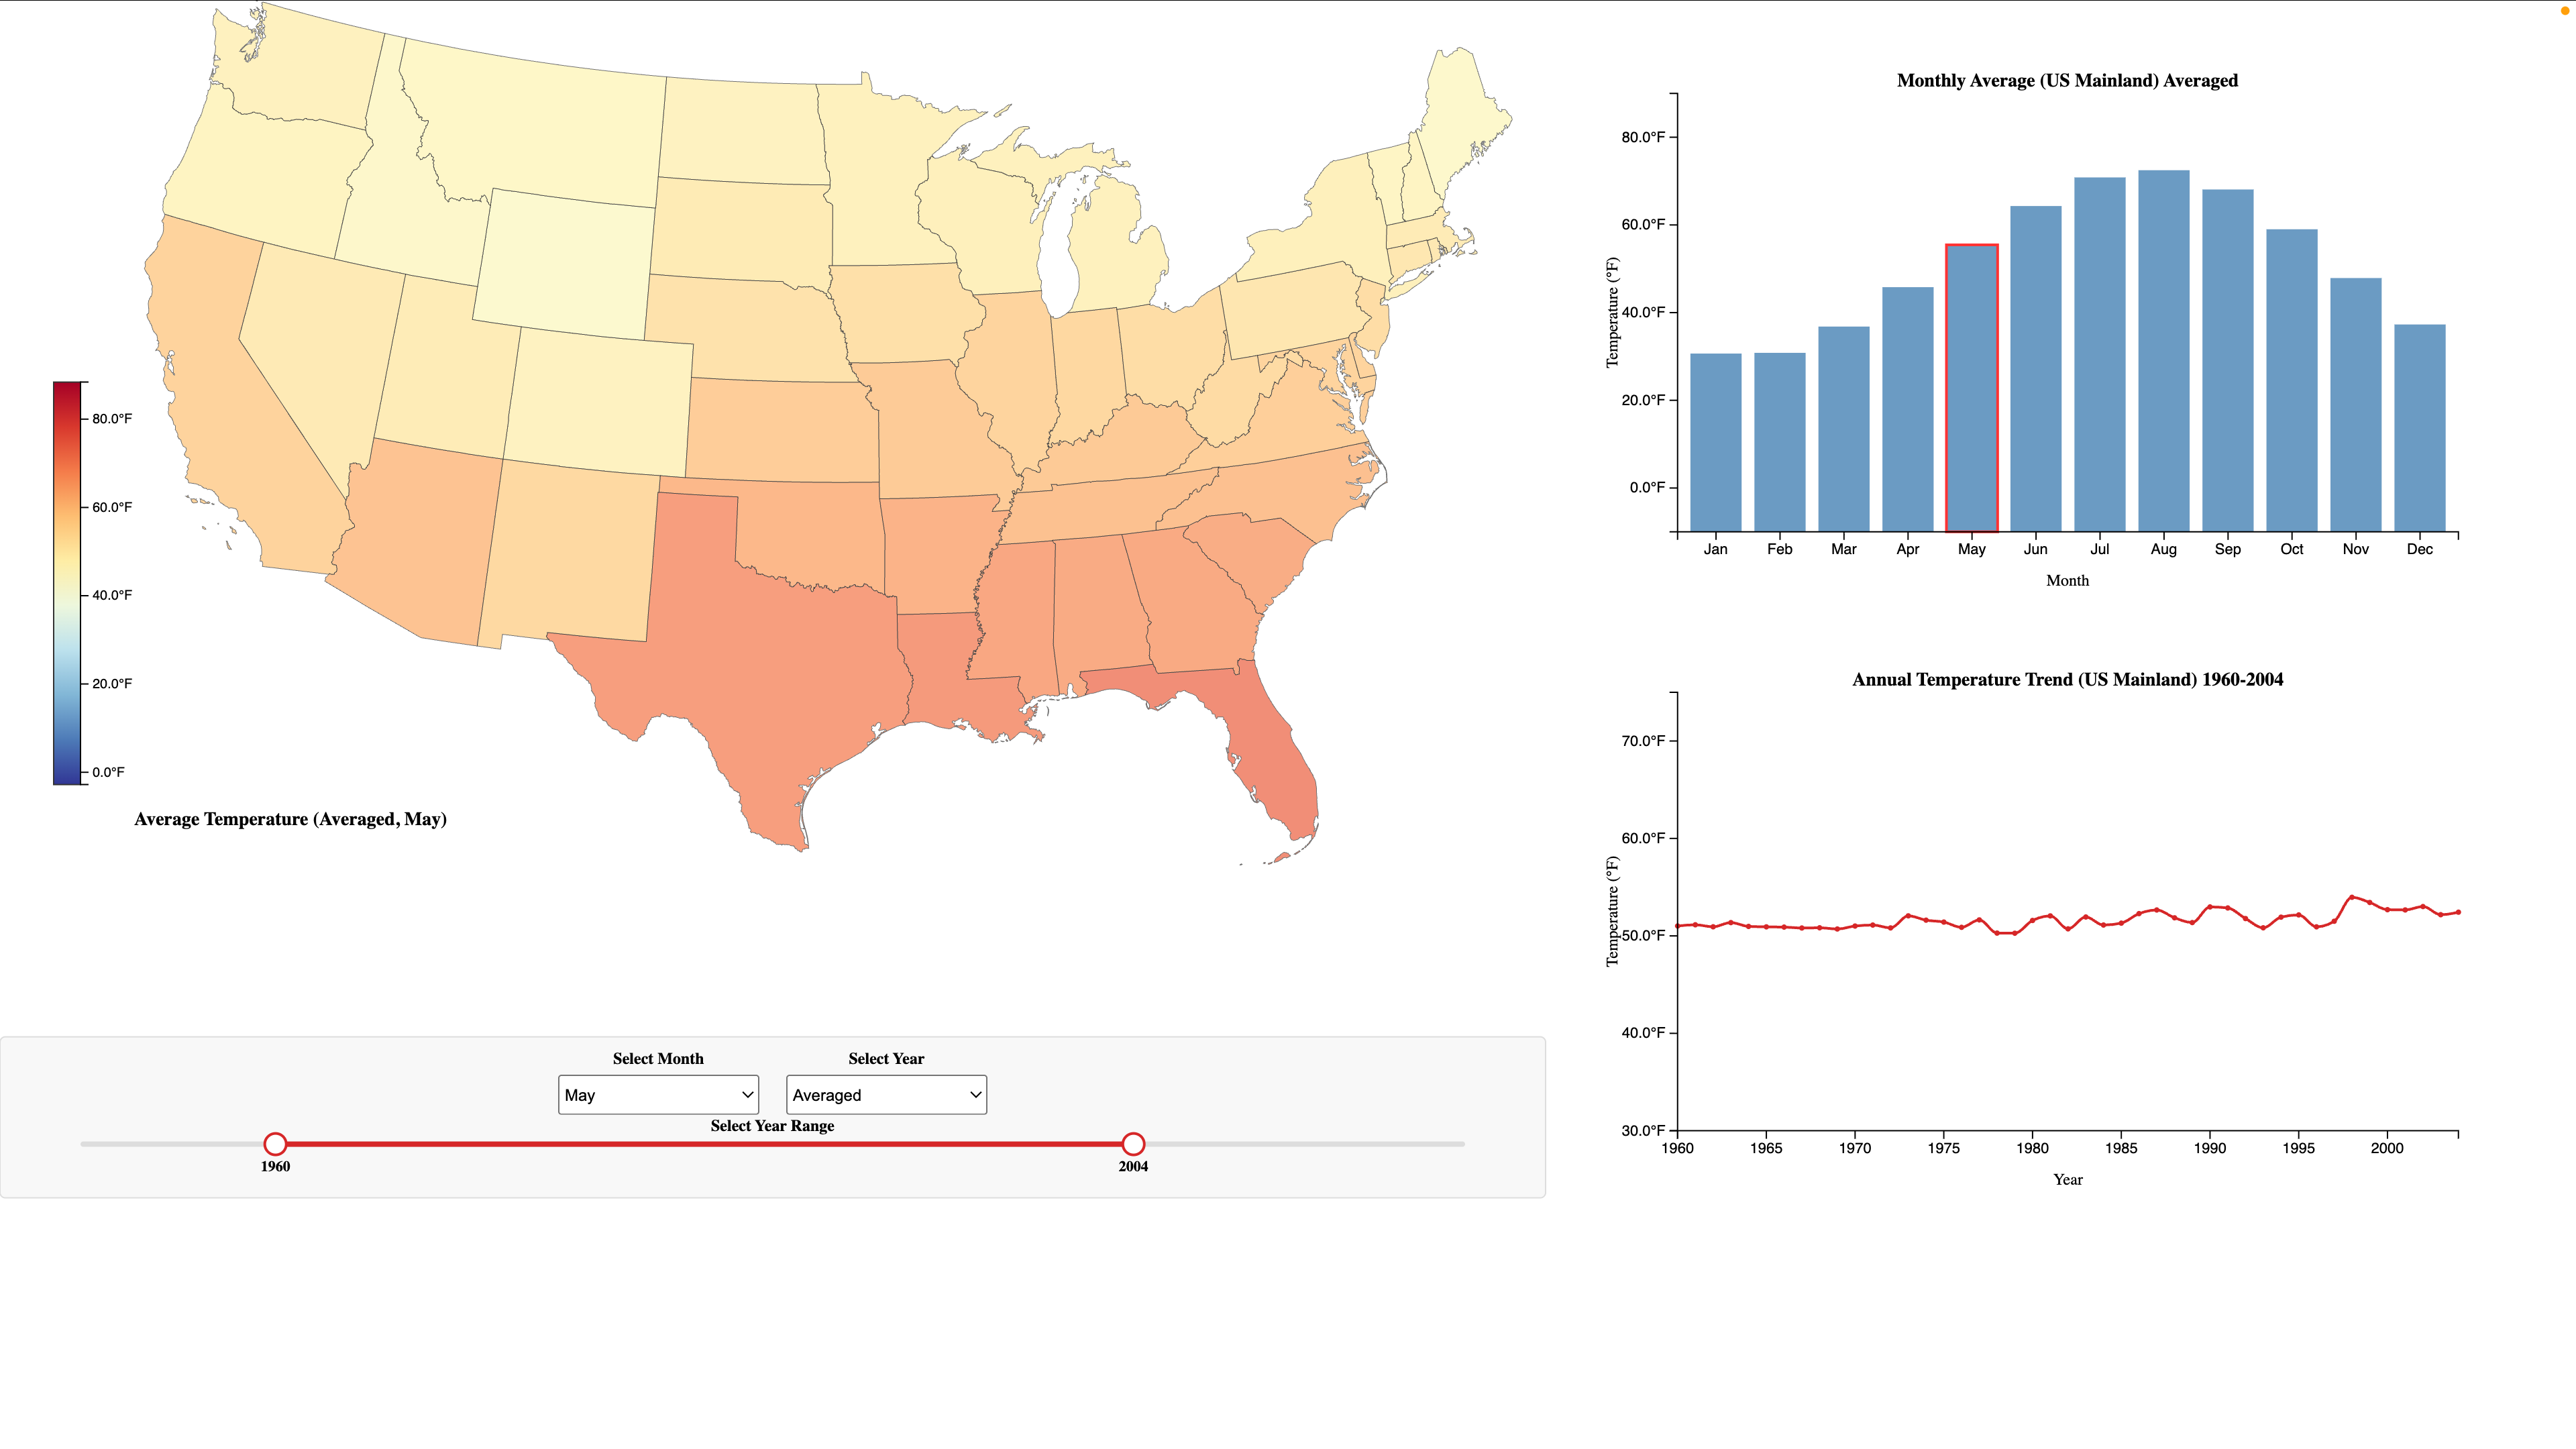 80.0°F
60.0°F
40.0°F
20.0°F
0.0°F
Average Temperature (Averaged, May)
Monthly Average (US Mainland) Averaged
Temperature (°F)
80.0°F
60.0°F
40.0°F
20.0°F
0.0°F
Jan Feb Mar Apr May Jun Jul Aug Sep Oct Nov Dec
Month
Annual Temperature Trend (US Mainland) 1960-2004
Temperature (°F)
70.0°F
60.0°F
50.0°F
40.0°F
30.0°F
1960 1965 1970 1975 1980 1985 1990 1995 2000
Year
Select Month Select Year
May Averaged
Select Year Range
1960 2004